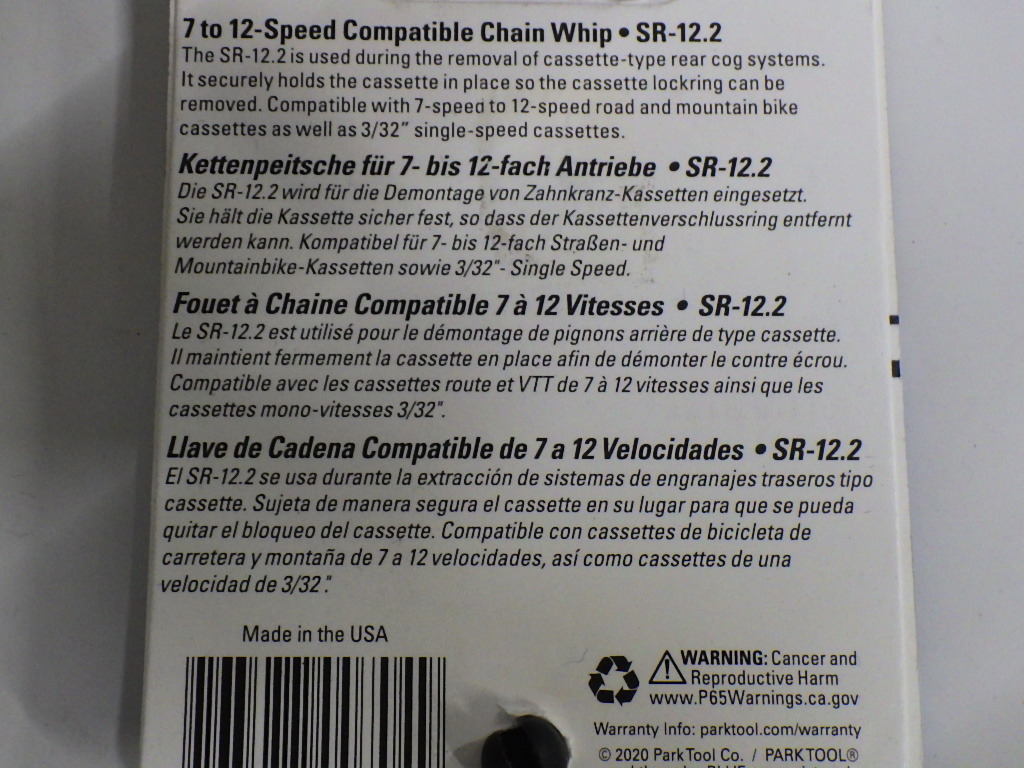 7 to 12-Speed Compatible Chain Whip • SR-12.2
The SR-12.2 is used during the removal of cassette-type rear cog systems.
It securely holds the cassette in place so the cassette lockring can be
removed. Compatible with 7-speed to 12-speed road and mountain bike
cassettes as well as 3/32” single-speed cassettes.
Kettenpeitsche für 7- bis 12-fach Antriebe • SR-12.2
Die SR-12.2 wird für die Demontage von Zahnkranz-Kassetten eingesetzt.
Sie hält die Kassette sicher fest, so dass der Kassettenverschlussring entfernt
werden kann. Kompatibel für 7- bis 12-fach Straßen- und
Mountainbike-Kassetten sowie 3/32"- Single Speed.
Fouet à Chaine Compatible 7 à 12 Vitesses • SR-12.2
Le SR-12.2 est utilisé pour le démontage de pignons arrière de type cassette.
Il maintient fermement la cassette en place afin de démonter le contre écrou.
Compatible avec les cassettes route et VTT de 7 à 12 vitesses ainsi que les
cassettes mono-vitesses 3/32".
Llave de Cadena Compatible de 7 a 12 Velocidades • SR-12.2
El SR-12.2 se usa durante la extracción de sistemas de engranajes traseros tipo
cassette. Sujeta de manera segura el cassette en su lugar para que se pueda
quitar el bloqueo del cassette. Compatible con cassettes de bicicleta de
carretera y montaña de 7 a 12 velocidades, así como cassettes de una
velocidad de 3/32".
Made in the USA
WARNING: Cancer and
Reproductive Harm
www.P65Warnings.ca.gov
Warranty Info: parktool.com/warranty
© 2020 Park Tool Co. / PARK TOOL®